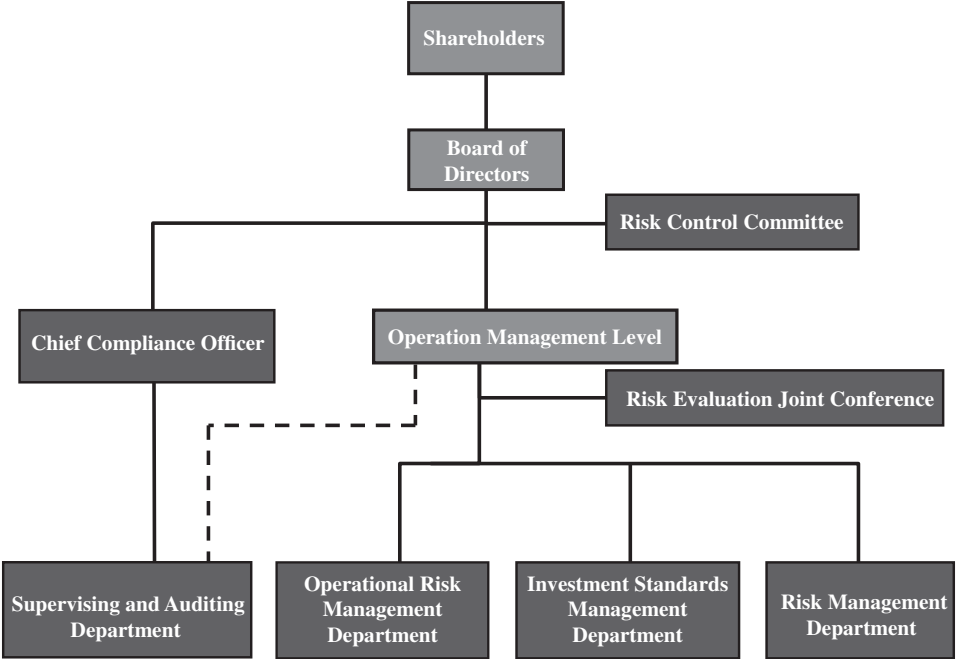 Shareholders
Board of
Directors
Risk Control Committee
Chief Compliance Officer
Operation Management Level
Risk Evaluation Joint Conference
Supervising and Auditing
Department
Operational Risk
Management
Department
Investment Standards
Management
Department
Risk Management
Department